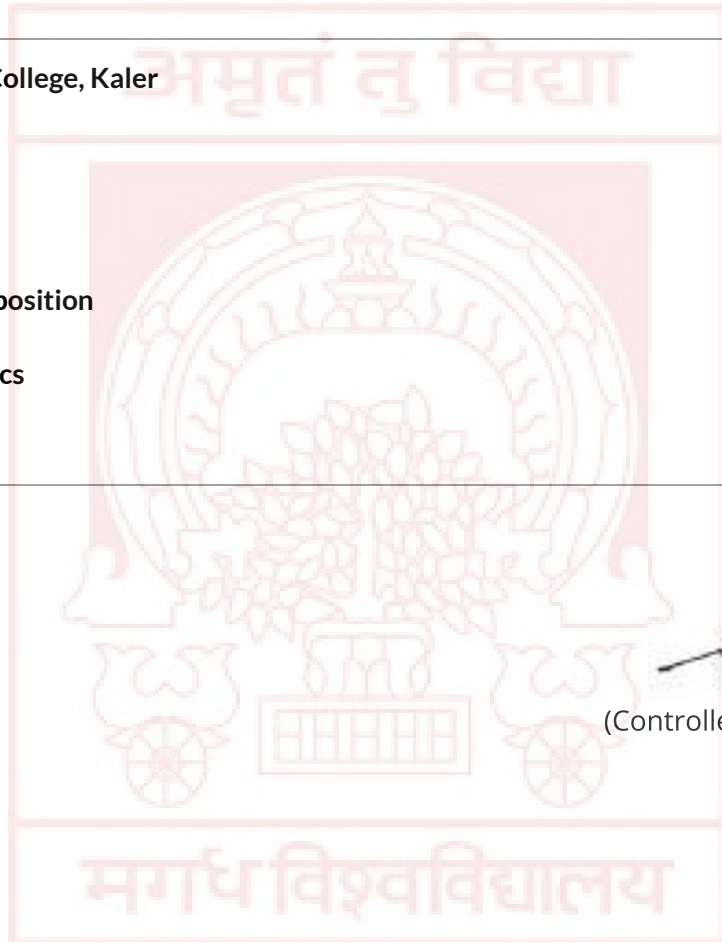 अमृतं तु विद्या
College, Kaler
position
cs
(Controlle
मगध विश्वविद्यालय